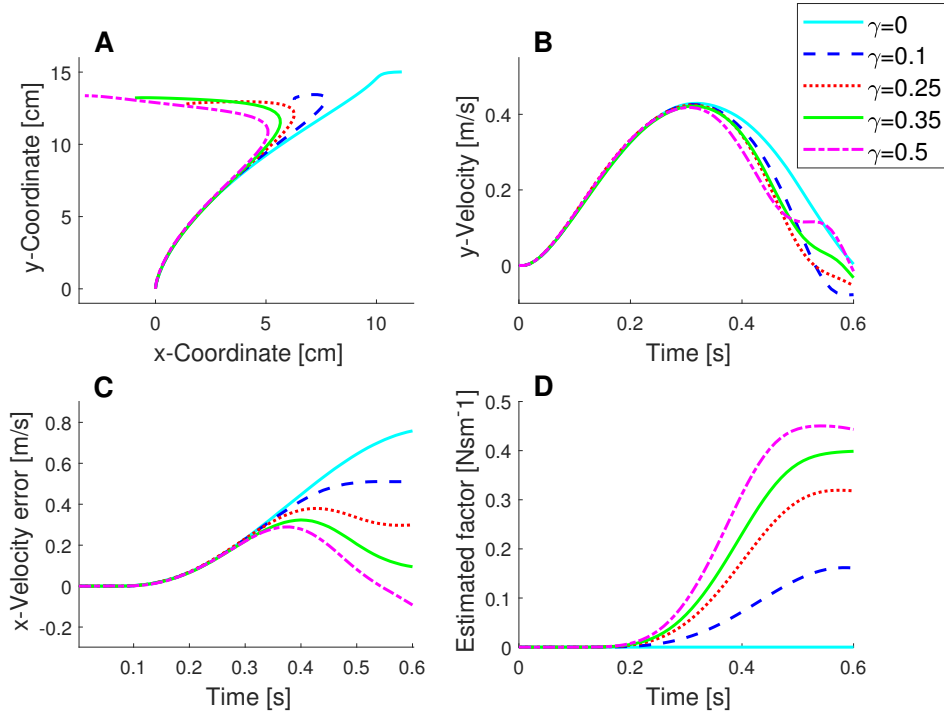 A
15
10
5
0
0
5
10
y-Coordinate [cm]
x-Coordinate [cm]
B
0.4
0.2
0
0
0.2
0.4
0.6
y-Velocity [m/s]
Time [s]
γ=0
γ=0.1
γ=0.25
γ=0.35
γ=0.5
C
0.8
0.6
0.4
0.2
0
-0.2
0.1
0.2
0.3
0.4
0.5
0.6
x-Velocity error [m/s]
Time [s]
D
0.5
0.4
0.3
0.2
0.1
0
0
0.2
0.4
0.6
Estimated factor [Nsm-1]
Time [s]